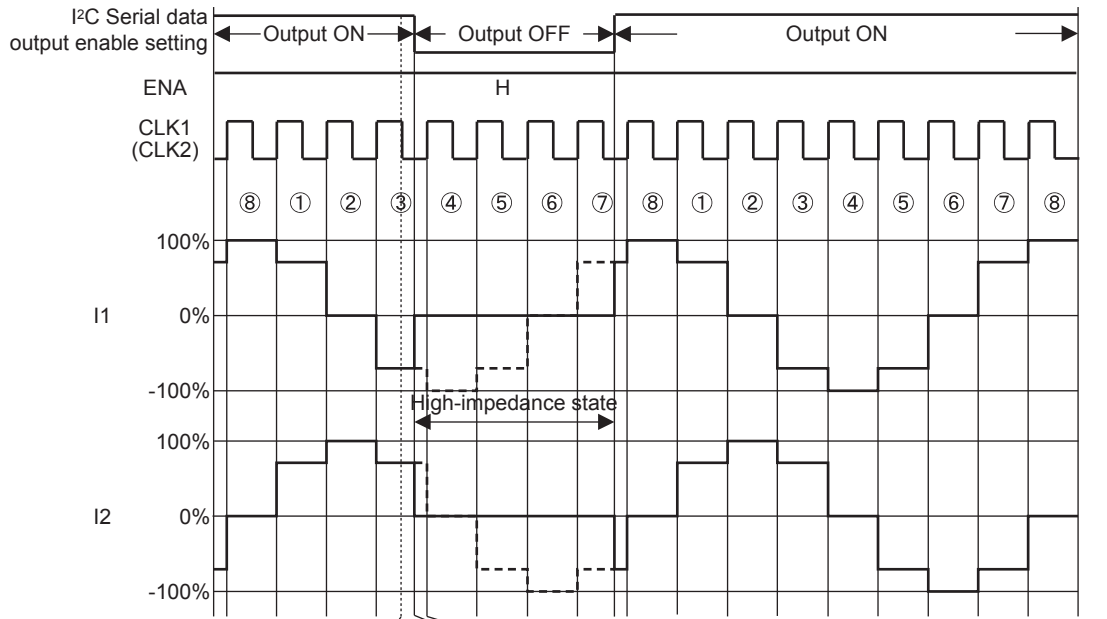 I²C Serial data
output enable setting
Output ON
Output OFF
Output ON
ENA
H
CLK1
(CLK2)
⑧ ① ② ③ ④ ⑤ ⑥ ⑦ ⑧ ① ② ③ ④ ⑤ ⑥ ⑦ ⑧
100%
I1
0%
-100%
High-impedance state
100%
I2
0%
-100%